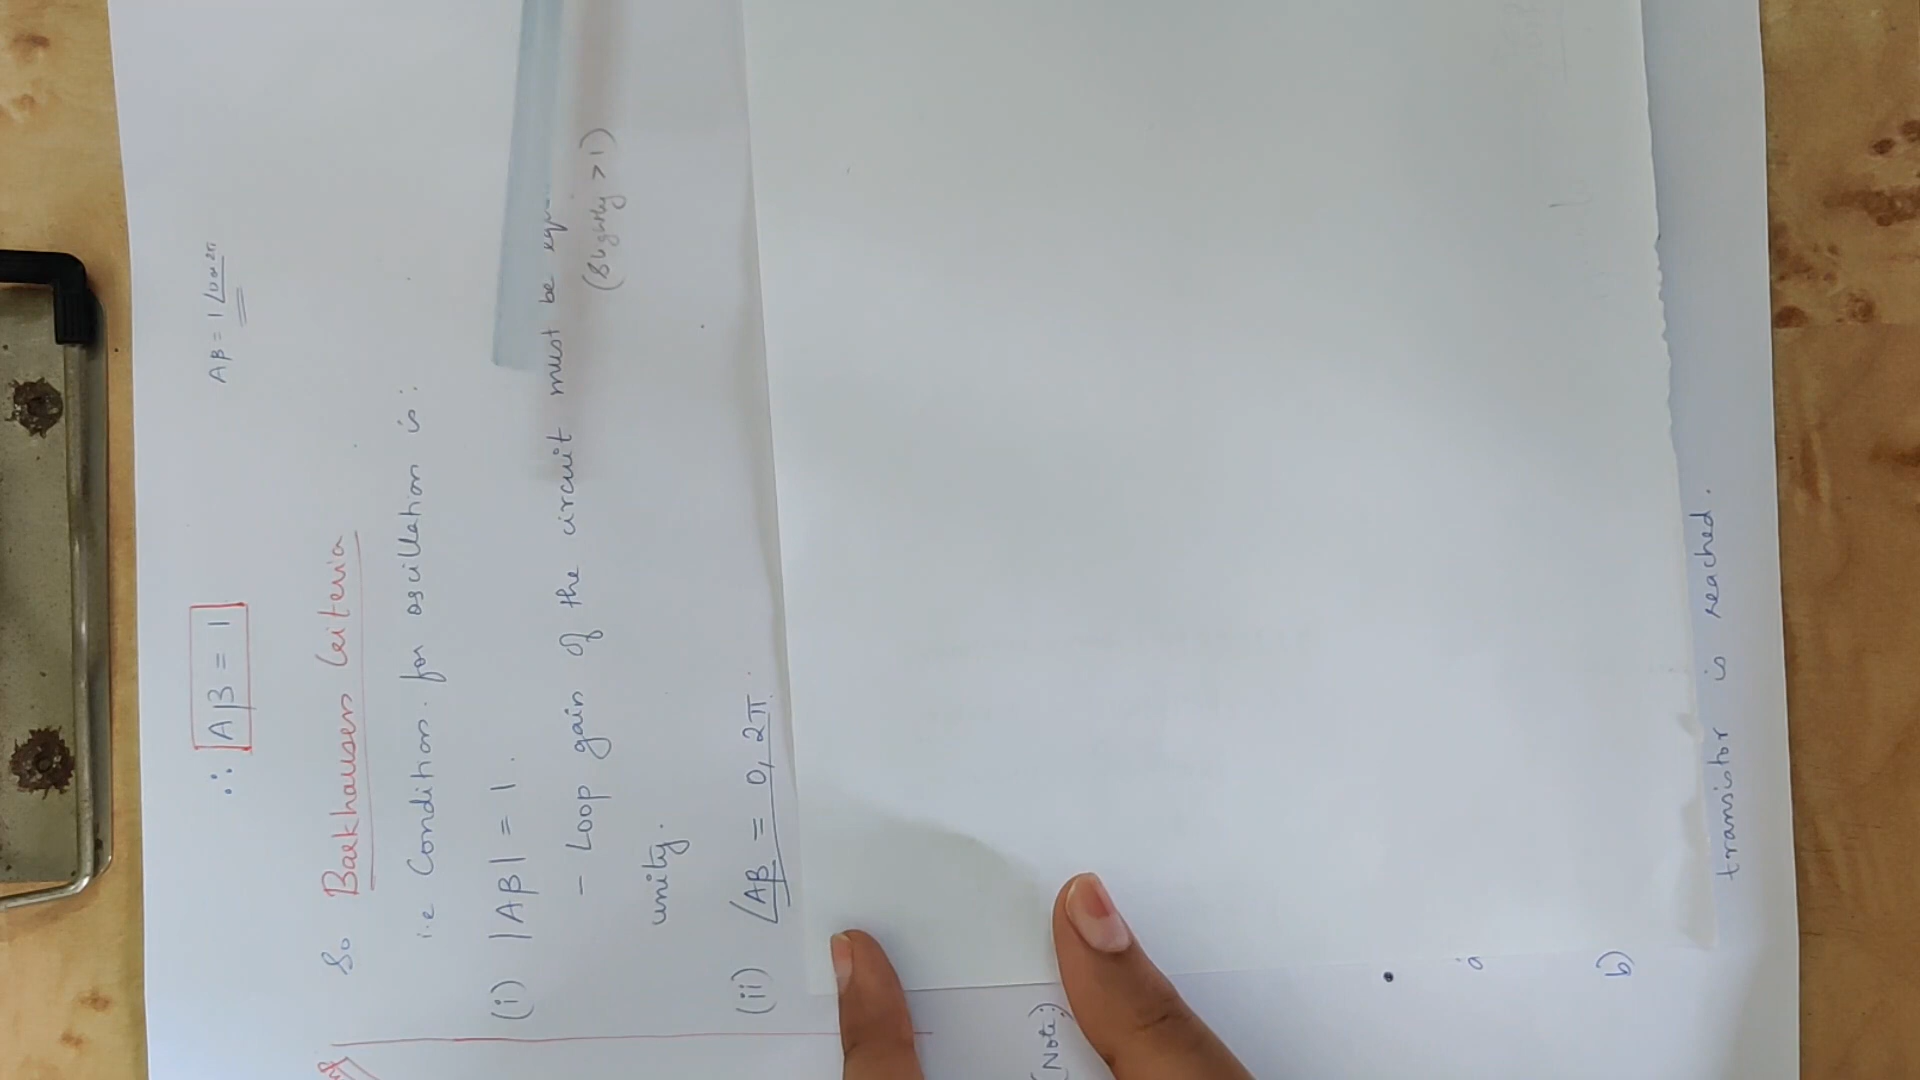 ∴ Aβ = 1
Aβ = 1 ∠0 or 2π
So Barkhausen Criteria
i.e Condition for oscillation is:
(i) |Aβ| = 1.
- Loop gain of the circuit must be
(Slightly > 1)
unity.
(ii) ∠Aβ = 0, 2π.
(Note:)
a
b)
transistor is reached.